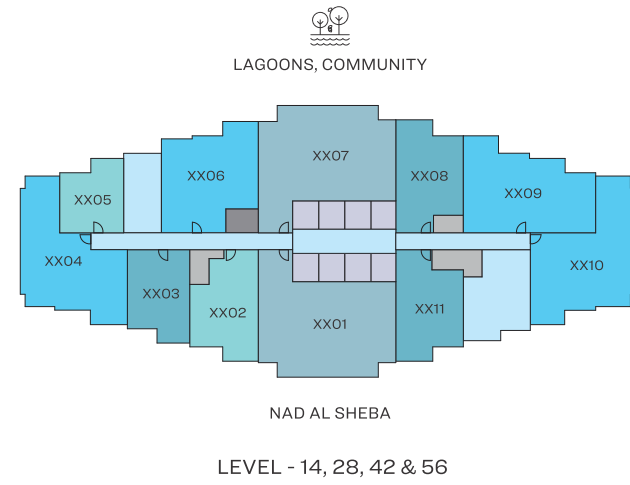 LAGOONS, COMMUNITY
XX07
XX06
XX08
XX05
XX09
XX04
XX10
XX03
XX02
XX11
XX01
NAD AL SHEBA
LEVEL - 14, 28, 42 & 56